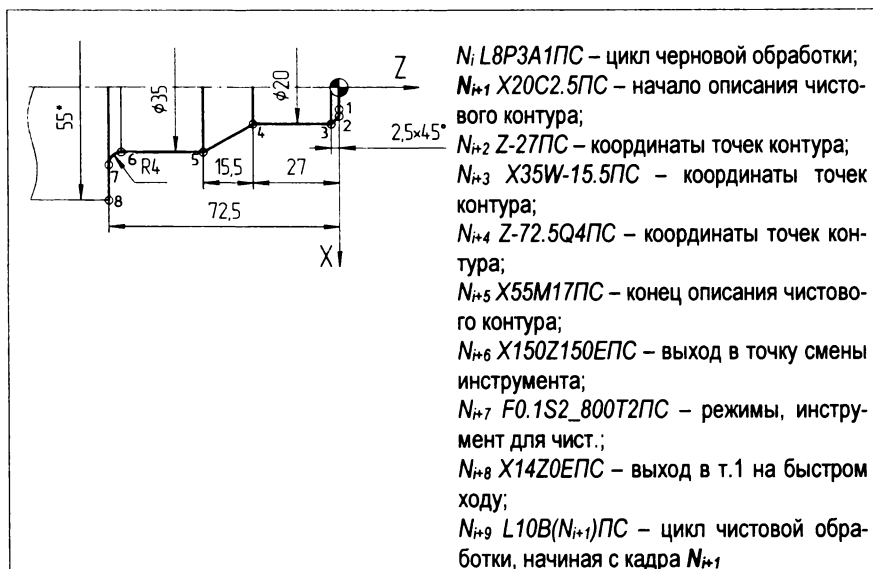 Z
X
1
2
3
4
5
6
7
8
55*
ϕ35
ϕ20
R4
15,5
27
72,5
2,5×45°
Ni L8P3A1ПС – цикл черновой обработки;
Ni+1 X20C2.5ПС – начало описания чисто-
вого контура;
Ni+2 Z-27ПС – координаты точек контура;
Ni+3 X35W-15.5ПС – координаты точек
контура;
Ni+4 Z-72.5Q4ПС – координаты точек кон-
тура;
Ni+5 X55M17ПС – конец описания чистово-
го контура;
Ni+6 X150Z150EПС – выход в точку смены
инструмента;
Ni+7 F0.1S2_800T2ПС – режимы, инстру-
мент для чист.;
Ni+8 X14Z0EПС – выход в т.1 на быстром
ходу;
Ni+9 L10B(Ni+1)ПС – цикл чистовой обра-
ботки, начиная с кадра Ni+1